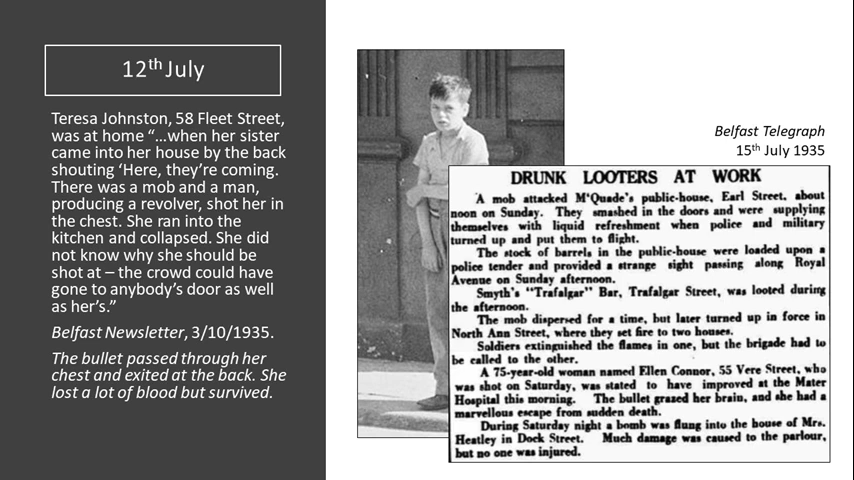 12th July
Teresa Johnston, 58 Fleet Street,
was at home “…when her sister
came into her house by the back
shouting ‘Here, they’re coming.
There was a mob and a man,
producing a revolver, shot her in
the chest. She ran into the
kitchen and collapsed. She did
not know why she should be
shot at – the crowd could have
gone to anybody’s door as well
as her’s.”
Belfast Newsletter, 3/10/1935.
The bullet passed through her
chest and exited at the back. She
lost a lot of blood but survived.
Belfast Telegraph
15th July 1935
DRUNK LOOTERS AT WORK
A mob attacked M'Quade's public-house, Earl Street, about
noon on Sunday. They smashed in the doors and were supplying
themselves with liquid refreshment when police and military
turned up and put them to flight.
The stock of barrels in the public-house were loaded upon a
police tender and provided a strange sight passing along Royal
Avenue on Sunday afternoon.
Smyth's "Trafalgar" Bar, Trafalgar Street, was looted during
the afternoon.
The mob dispersed for a time, but later turned up in force in
North Ann Street, where they set fire to two houses.
Soldiers extinguished the flames in one, but the brigade had to
be called to the other.
A 75-year-old woman named Ellen Connor, 55 Vere Street, who
was shot on Saturday, was stated to have improved at the Mater
Hospital this morning. The bullet grazed her brain, and she had a
marvellous escape from sudden death.
During Saturday night a bomb was flung into the house of Mrs.
Heatley in Dock Street. Much damage was caused to the parlour,
but no one was injured.